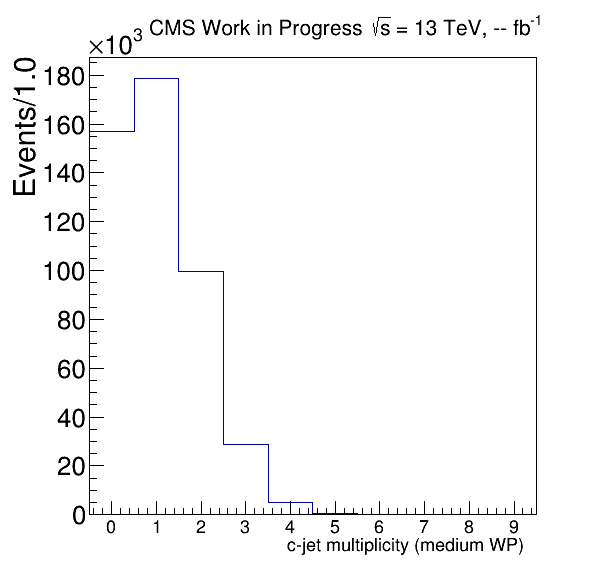 ×10³ CMS Work in Progress √s = 13 TeV, -- fb⁻¹
Events/1.0
180
160
140
120
100
80
60
40
20
0
0 1 2 3 4 5 6 7 8 9
c-jet multiplicity (medium WP)